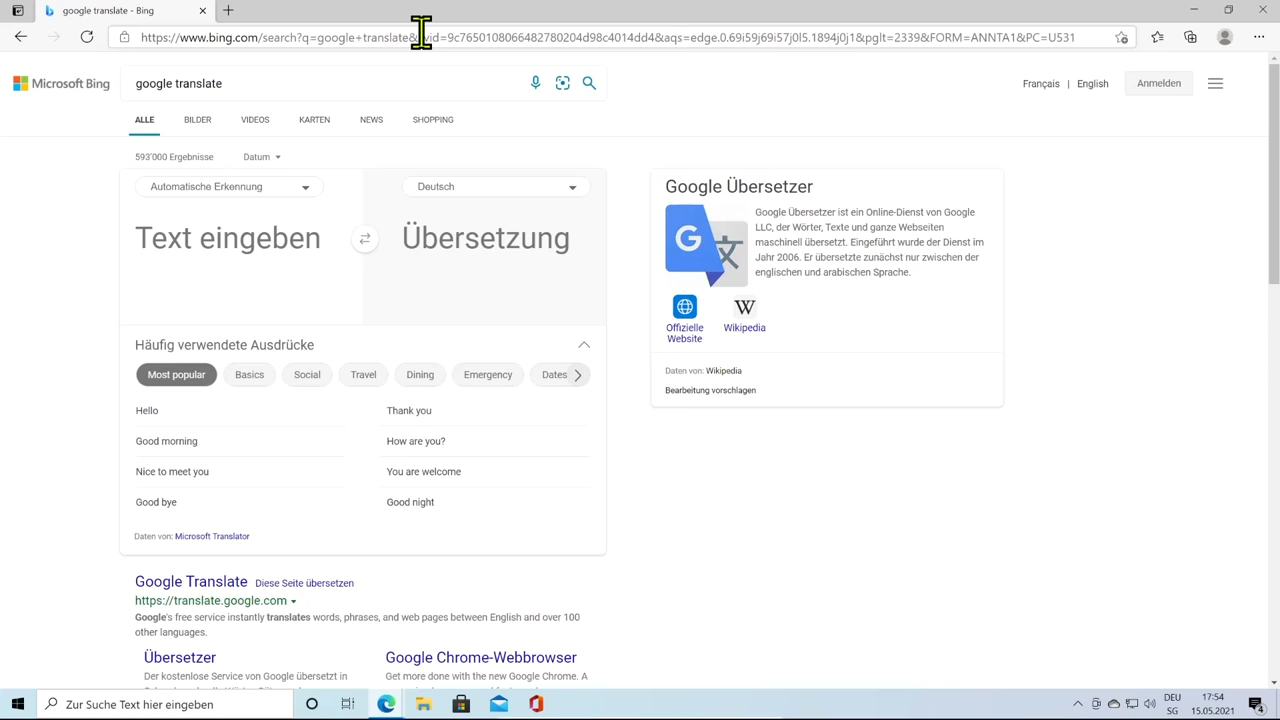 google translate - Bing
https://www.bing.com/search?q=google+translate&
id=9c7650108066482780204d98c4014dd4&aqs=edge.0.69i59j69i57j0l5.1894j0j1&pglt=2339&FORM=ANNTA1&PC=U531
Microsoft Bing
google translate
Français | English
Anmelden
ALLE BILDER VIDEOS KARTEN NEWS SHOPPING
593'000 Ergebnisse Datum
Automatische Erkennung
Deutsch
Text eingeben
Übersetzung
Häufig verwendete Ausdrücke
Most popular Basics Social Travel Dining Emergency Dates
Hello Thank you
Good morning How are you?
Nice to meet you You are welcome
Good bye Good night
Daten von: Microsoft Translator
Google Übersetzer
G
Google Übersetzer ist ein Online-Dienst von Google
LLC, der Wörter, Texte und ganze Webseiten
maschinell übersetzt. Eingeführt wurde der Dienst im
Jahr 2006. Er übersetzte zunächst nur zwischen der
englischen und arabischen Sprache.
W
Offizielle
Website
Wikipedia
Daten von: Wikipedia
Bearbeitung vorschlagen
Google Translate Diese Seite übersetzen
https://translate.google.com
Google's free service instantly translates words, phrases, and web pages between English and over 100
other languages.
Übersetzer
Der kostenlose Service von Google übersetzt in
Google Chrome-Webbrowser
Get more done with the new Google Chrome. A
Zur Suche Text hier eingeben
DEU
SG
17:54
15.05.2021
4